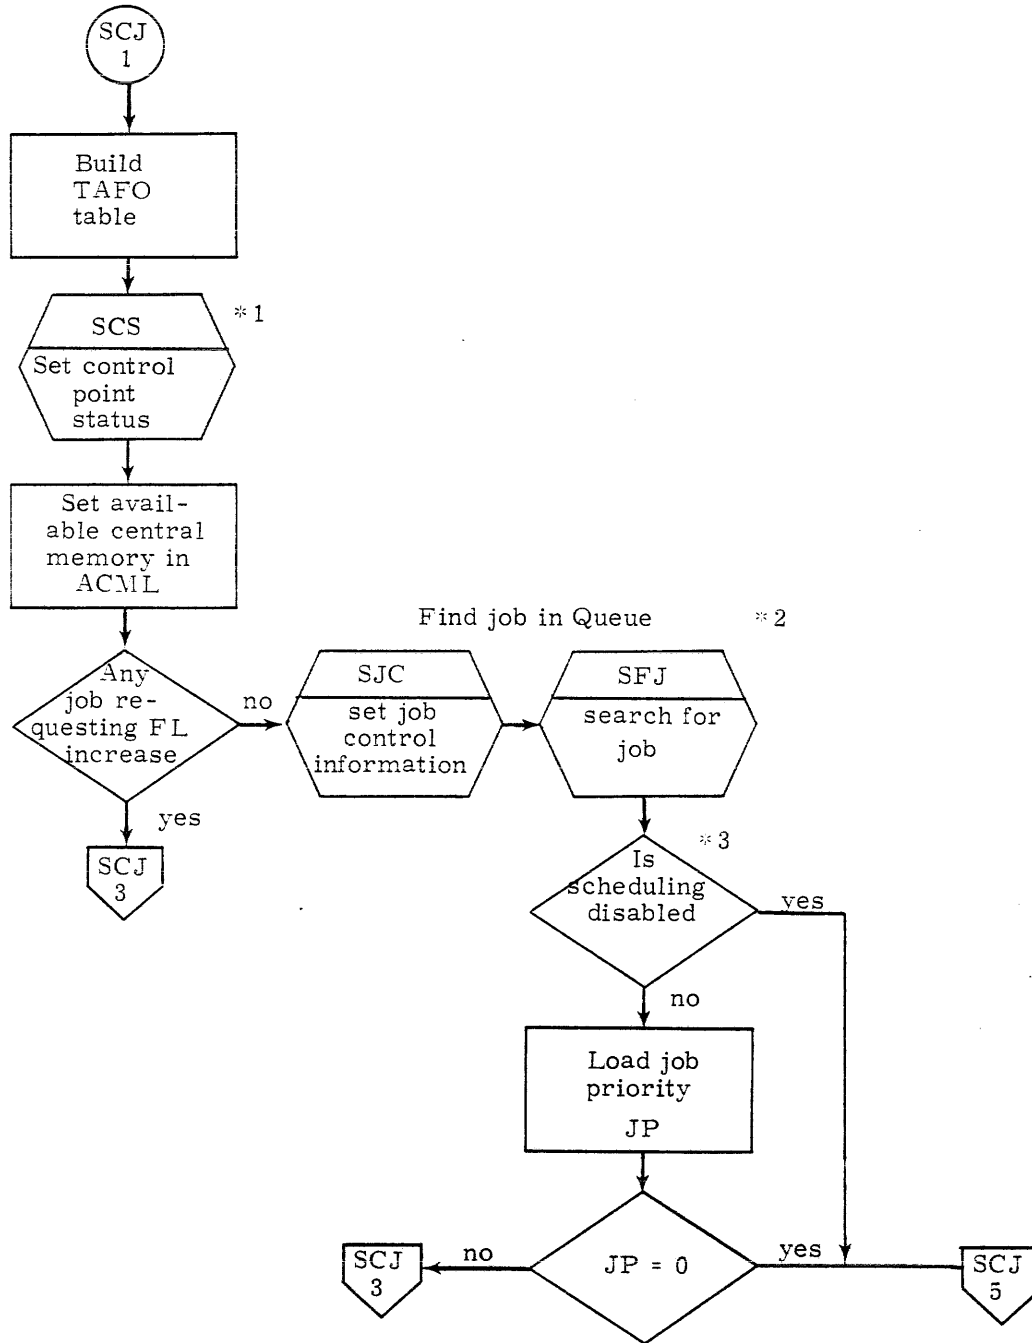 SCJ
1
Build
TAFO
table
SCS
*1
Set control
point
status
Set avail-
able central
memory in
ACML
Find job in Queue *2
Any
job re-
questing FL
increase
no
SJC
set job
control
information
SFJ
search for
job
yes
SCJ
3
*3
Is
scheduling
disabled
yes
no
Load job
priority
JP
JP = 0
no
SCJ
3
yes
SCJ
5